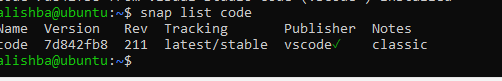 alishba@ubuntu:~$ snap list code
Name Version Rev Tracking Publisher Notes
code 7d842fb8 211 latest/stable vscode✓ classic
alishba@ubuntu:~$